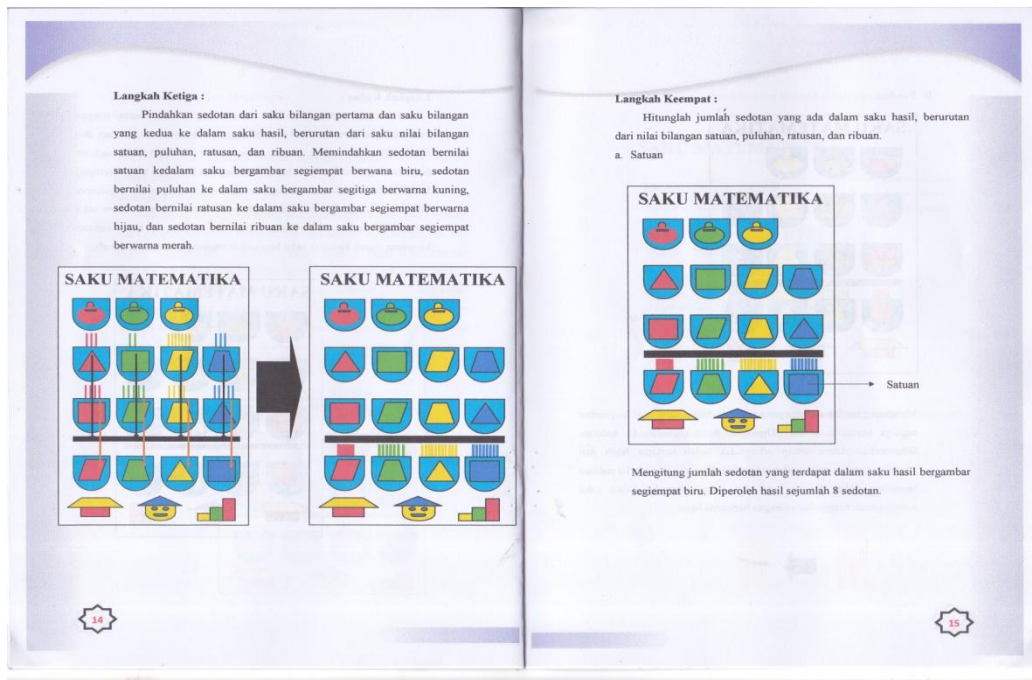 Langkah Ketiga :
Pindahkan sedotan dari saku bilangan pertama dan saku bilangan
yang kedua ke dalam saku hasil, berurutan dari saku nilai bilangan
satuan, puluhan, ratusan, dan ribuan. Memindahkan sedotan bernilai
satuan kedalam saku bergambar segiempat berwana biru, sedotan
bernilai puluhan ke dalam saku bergambar segitiga berwarna kuning,
sedotan bernilai ratusan ke dalam saku bergambar segiempat berwarna
hijau, dan sedotan bernilai ribuan ke dalam saku bergambar segiempat
berwarna merah.
SAKU MATEMATIKA
SAKU MATEMATIKA
14
Langkah Keempat :
Hitunglah jumlah sedotan yang ada dalam saku hasil, berurutan
dari nilai bilangan satuan, puluhan, ratusan, dan ribuan.
a. Satuan
SAKU MATEMATIKA
Satuan
Mengitung jumlah sedotan yang terdapat dalam saku hasil bergambar
segiempat biru. Diperoleh hasil sejumlah 8 sedotan.
15